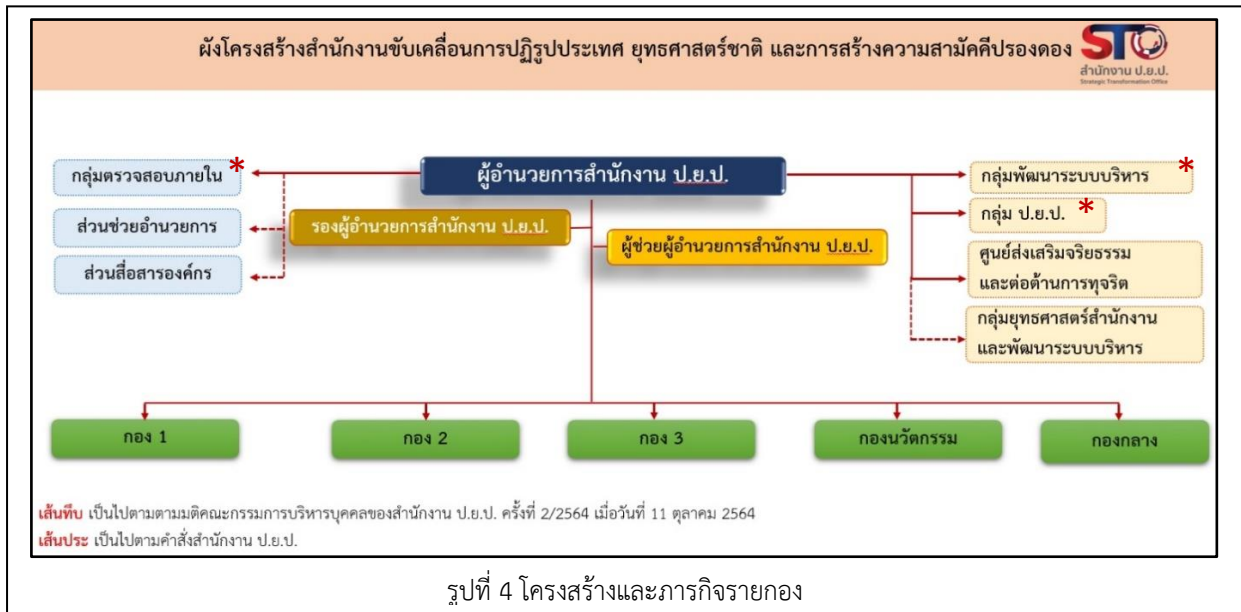 ผังโครงสร้างสำนักงานขับเคลื่อนการปฏิรูปประเทศ ยุทธศาสตร์ชาติ และการสร้างความสามัคคีปรองดอง
STO
สำนักงาน ป.ย.ป.
Strategic Transformation Office
กลุ่มตรวจสอบภายใน *
ส่วนช่วยอำนวยการ
ส่วนสื่อสารองค์กร
ผู้อำนวยการสำนักงาน ป.ย.ป.
รองผู้อำนวยการสำนักงาน ป.ย.ป.
ผู้ช่วยผู้อำนวยการสำนักงาน ป.ย.ป.
กลุ่มพัฒนาระบบบริหาร *
กลุ่ม ป.ย.ป. *
ศูนย์ส่งเสริมจริยธรรม
และต่อต้านการทุจริต
กลุ่มยุทธศาสตร์สำนักงาน
และพัฒนาระบบบริหาร
กอง 1
กอง 2
กอง 3
กองนวัตกรรม
กองกลาง
เส้นทึบ เป็นไปตามตามมติคณะกรรมการบริหารบุคคลของสำนักงาน ป.ย.ป. ครั้งที่ 2/2564 เมื่อวันที่ 11 ตุลาคม 2564
เส้นประ เป็นไปตามคำสั่งสำนักงาน ป.ย.ป.
รูปที่ 4 โครงสร้างและภารกิจรายกอง